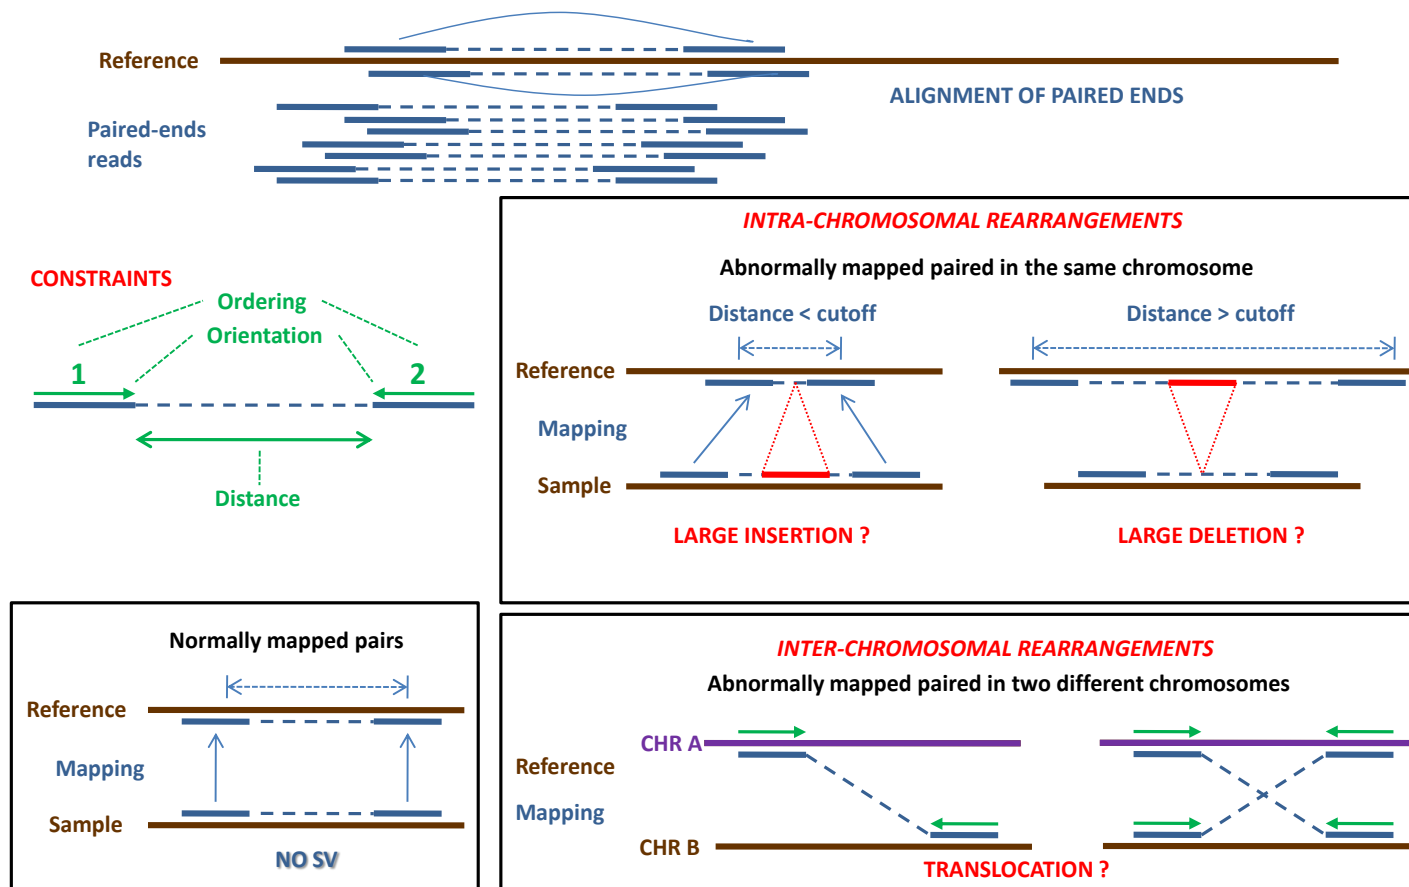 Reference
ALIGNMENT OF PAIRED ENDS
Paired-ends
reads
CONSTRAINTS
Ordering
Orientation
1
2
Distance
INTRA-CHROMOSOMAL REARRANGEMENTS
Abnormally mapped paired in the same chromosome
Distance < cutoff
Distance > cutoff
Reference
Mapping
Sample
LARGE INSERTION ?
LARGE DELETION ?
Normally mapped pairs
Reference
Mapping
Sample
NO SV
INTER-CHROMOSOMAL REARRANGEMENTS
Abnormally mapped paired in two different chromosomes
CHR A
Reference
Mapping
CHR B
TRANSLOCATION ?